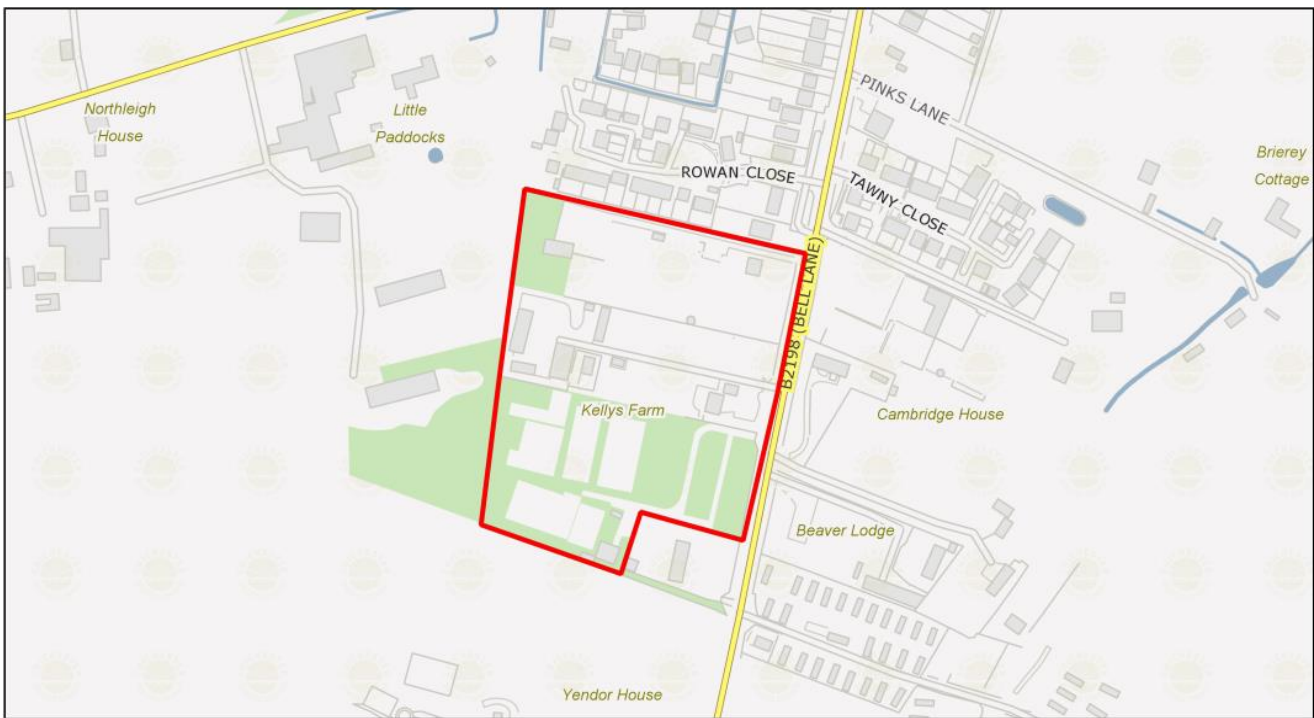 Northleigh
House
Little
Paddocks
PINKS LANE
Brierey
Cottage
ROWAN CLOSE
TAWNY CLOSE
B2198 (BELL LANE)
Kellys Farm
Cambridge House
Beaver Lodge
Yendor House